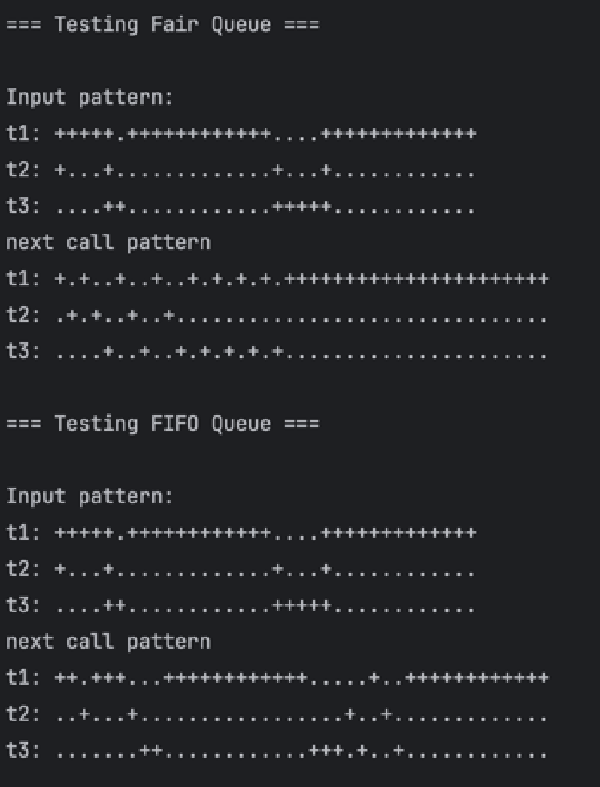 === Testing Fair Queue ===
Input pattern:
t1: +++++.++++++++++++....+++++++++++++
t2: +...+.............+...+............
t3: ....++............+++++............
next call pattern
t1: +.+..+..+..+.+.+.+.++++++++++++++++++++++
t2: .+.+..+..+...............................
t3: ....+..+..+.+.+.+.+......................
=== Testing FIFO Queue ===
Input pattern:
t1: +++++.++++++++++++....+++++++++++++
t2: +...+.............+...+............
t3: ....++............+++++............
next call pattern
t1: ++.+++...++++++++++++.....+..++++++++++++
t2: ..+...+.................+..+.............
t3: .......++............+++.+..+............